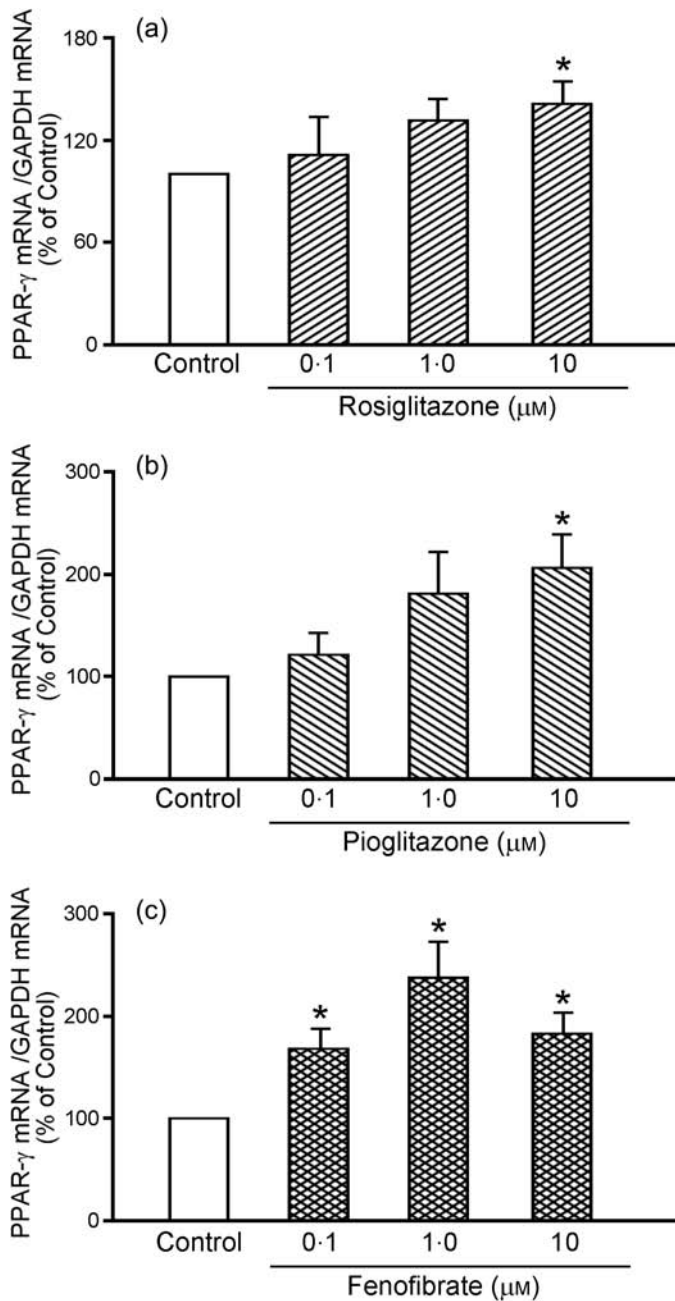 (a)
PPAR-γ mRNA /GAPDH mRNA
(% of Control)
180
120
60
0
*
Control 0·1 1·0 10
Rosiglitazone (μM)
(b)
PPAR-γ mRNA /GAPDH mRNA
(% of Control)
300
200
100
0
*
Control 0·1 1·0 10
Pioglitazone (μM)
(c)
PPAR-γ mRNA /GAPDH mRNA
(% of Control)
300
200
100
0
* * *
Control 0·1 1·0 10
Fenofibrate (μM)